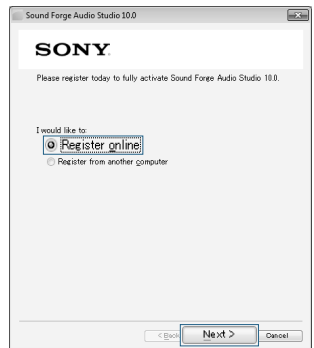 Sound Forge Audio Studio 10.0
SONY
Please register today to fully activate Sound Forge Audio Studio 10.0.
I would like to:
Register online
Register from another computer
< Back Next > Cancel